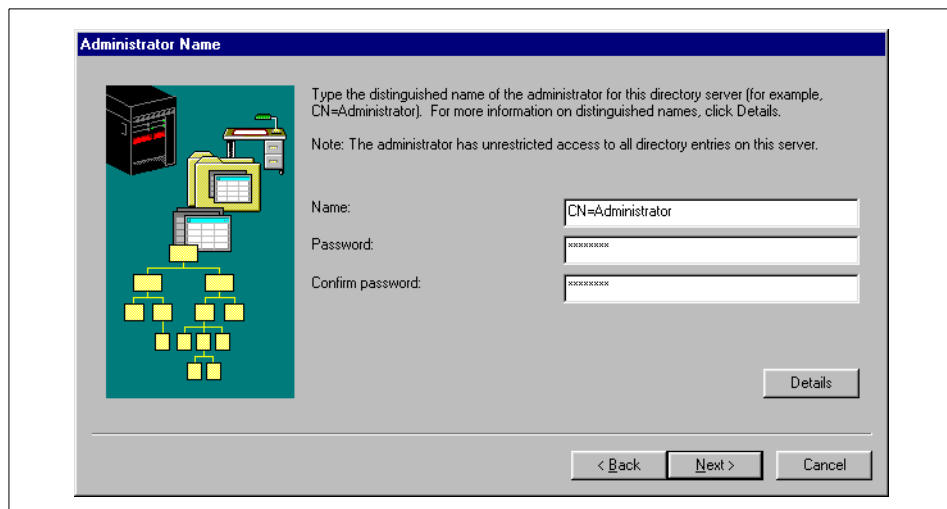 Administrator Name
Type the distinguished name of the administrator for this directory server (for example,
CN=Administrator).  For more information on distinguished names, click Details.
Note: The administrator has unrestricted access to all directory entries on this server.
Name:
CN=Administrator
Password:
xxxxxxxx
Confirm password:
xxxxxxxx
Details
< Back
Next >
Cancel